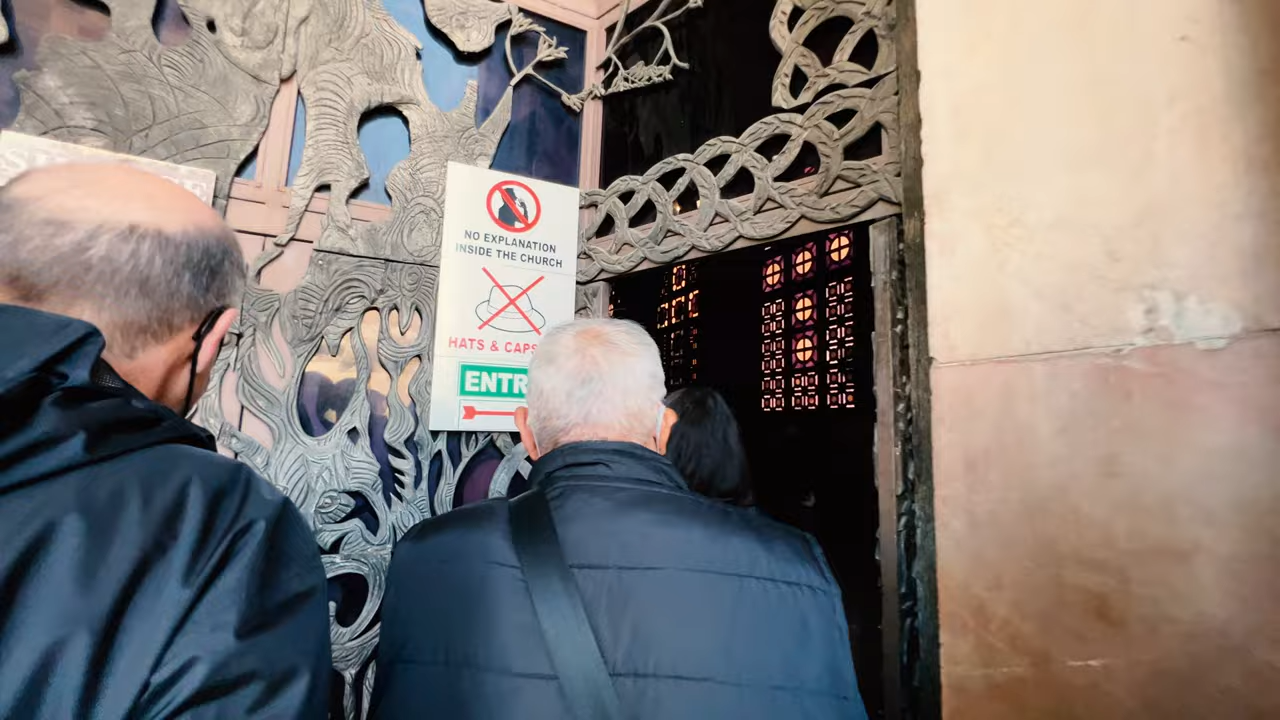 NO EXPLANATION
INSIDE THE CHURCH
HATS & CAPS
ENTR